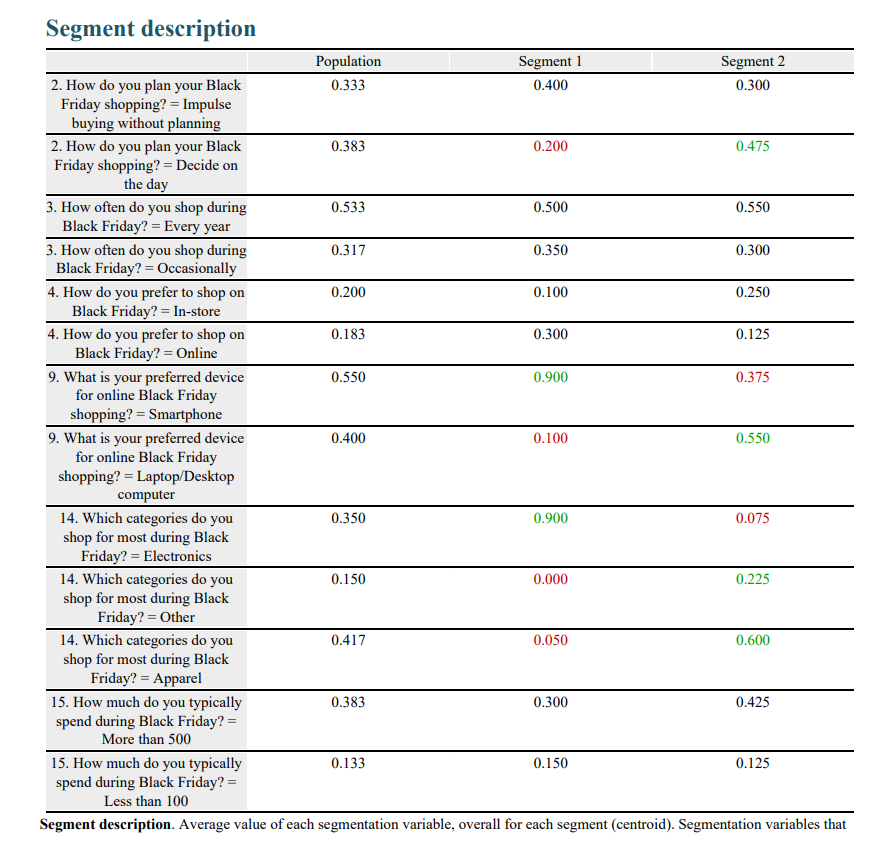 Segment description
Population Segment 1 Segment 2
2. How do you plan your Black 0.333 0.400 0.300
Friday shopping? = Impulse
buying without planning
2. How do you plan your Black 0.383 0.200 0.475
Friday shopping? = Decide on
the day
3. How often do you shop during 0.533 0.500 0.550
Black Friday? = Every year
3. How often do you shop during 0.317 0.350 0.300
Black Friday? = Occasionally
4. How do you prefer to shop on 0.200 0.100 0.250
Black Friday? = In-store
4. How do you prefer to shop on 0.183 0.300 0.125
Black Friday? = Online
9. What is your preferred device 0.550 0.900 0.375
for online Black Friday
shopping? = Smartphone
9. What is your preferred device 0.400 0.100 0.550
for online Black Friday
shopping? = Laptop/Desktop
computer
14. Which categories do you 0.350 0.900 0.075
shop for most during Black
Friday? = Electronics
14. Which categories do you 0.150 0.000 0.225
shop for most during Black
Friday? = Other
14. Which categories do you 0.417 0.050 0.600
shop for most during Black
Friday? = Apparel
15. How much do you typically 0.383 0.300 0.425
spend during Black Friday? =
More than 500
15. How much do you typically 0.133 0.150 0.125
spend during Black Friday? =
Less than 100
Segment description. Average value of each segmentation variable, overall for each segment (centroid). Segmentation variables that